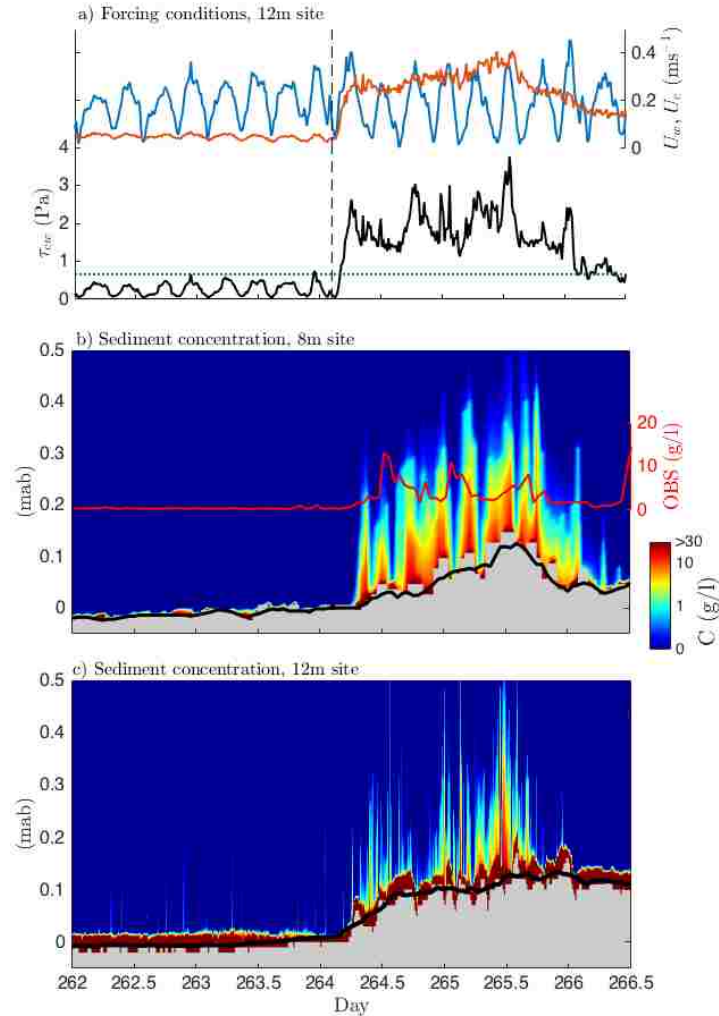 a) Forcing conditions, 12m site
0.4
0.2
0
U_w, U_c (ms⁻¹)
4
3
2
1
0
τ_cw (Pa)
b) Sediment concentration, 8m site
0.5
0.4
0.3
0.2
0.1
0
(mab)
20
10
0
OBS (g/l)
>30
10
1
0
C (g/l)
c) Sediment concentration, 12m site
0.5
0.4
0.3
0.2
0.1
0
(mab)
262 262.5 263 263.5 264 264.5 265 265.5 266 266.5
Day